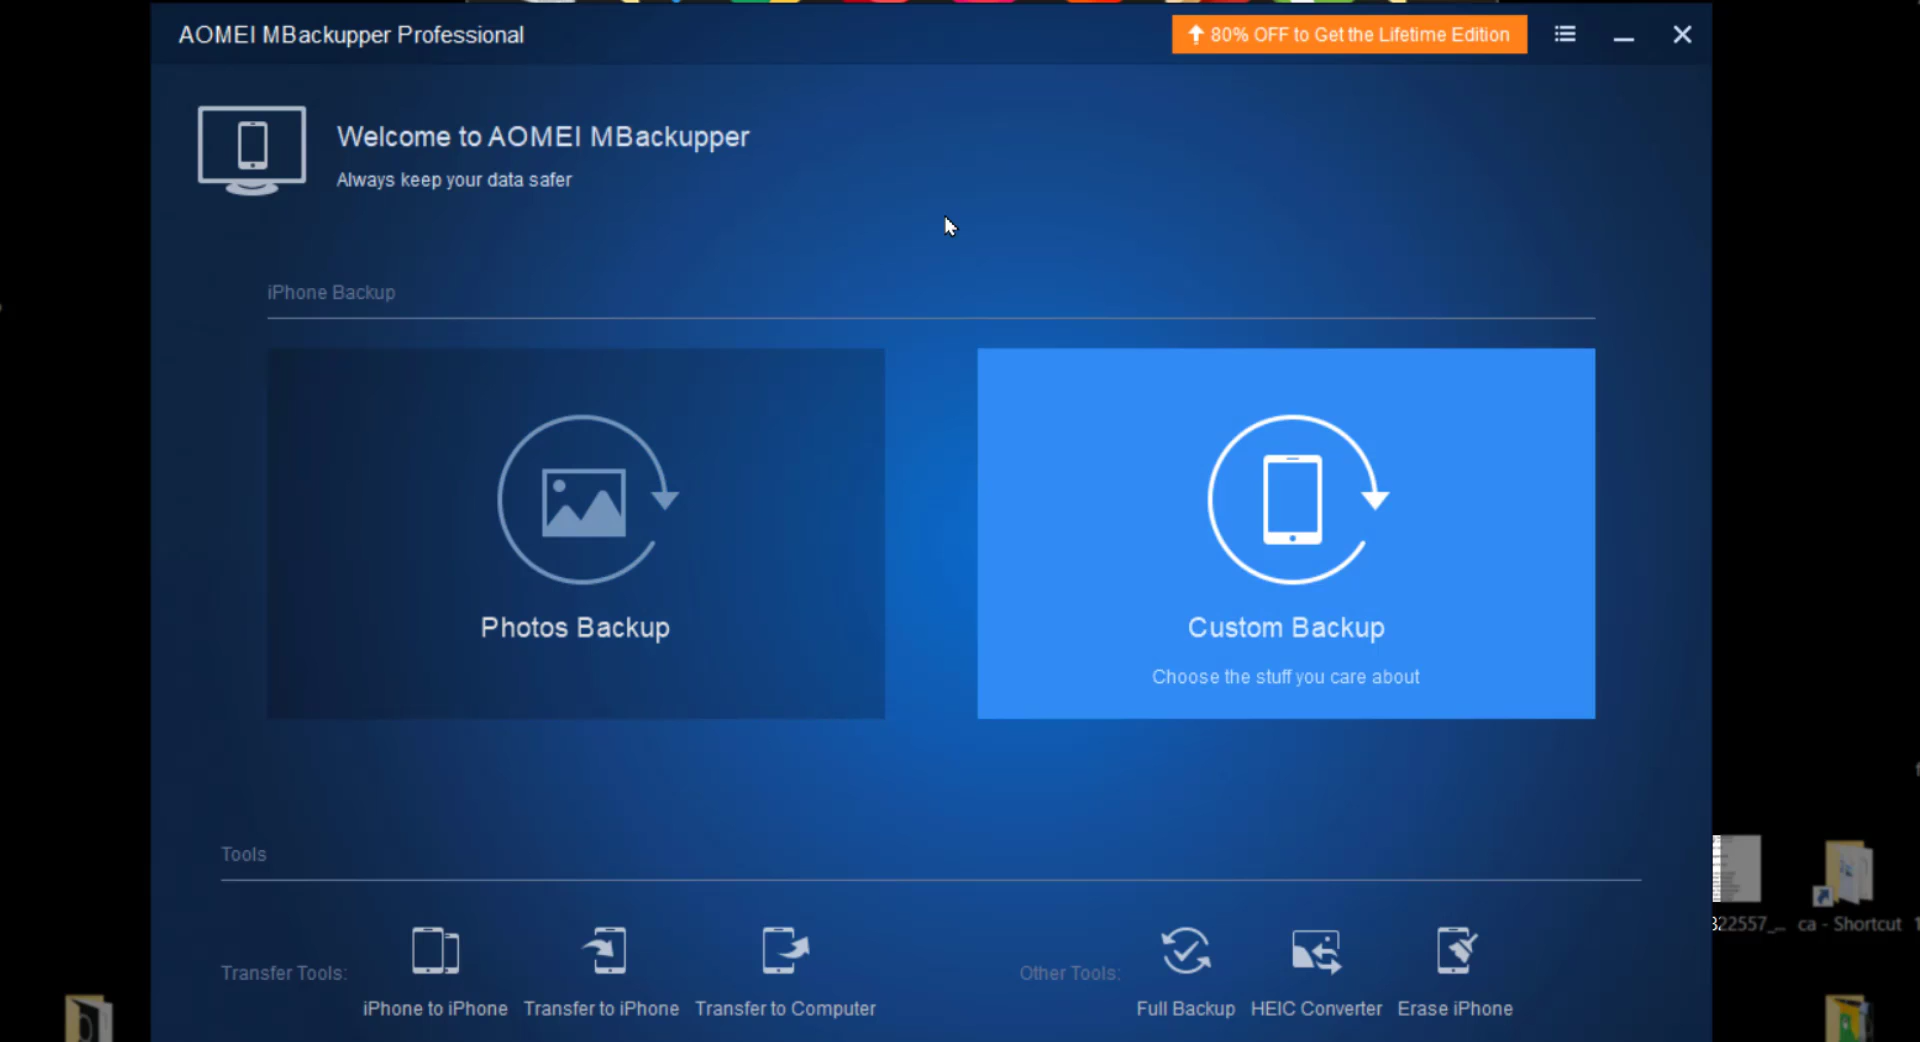 AOMEI MBackupper Professional
80% OFF to Get the Lifetime Edition
Welcome to AOMEI MBackupper
Always keep your data safer
iPhone Backup
Photos Backup
Custom Backup
Choose the stuff you care about
Tools
Transfer Tools:
iPhone to iPhone
Transfer to iPhone
Transfer to Computer
Other Tools:
Full Backup
HEIC Converter
Erase iPhone
322557_...
ca - Shortcut